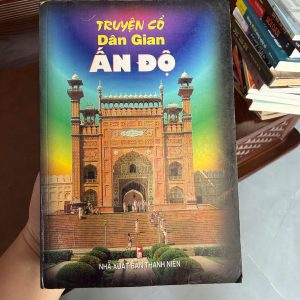 TRUYỆN CỔ
Dân Gian
ẤN ĐỘ
NHÀ XUẤT BẢN THANH NIÊN